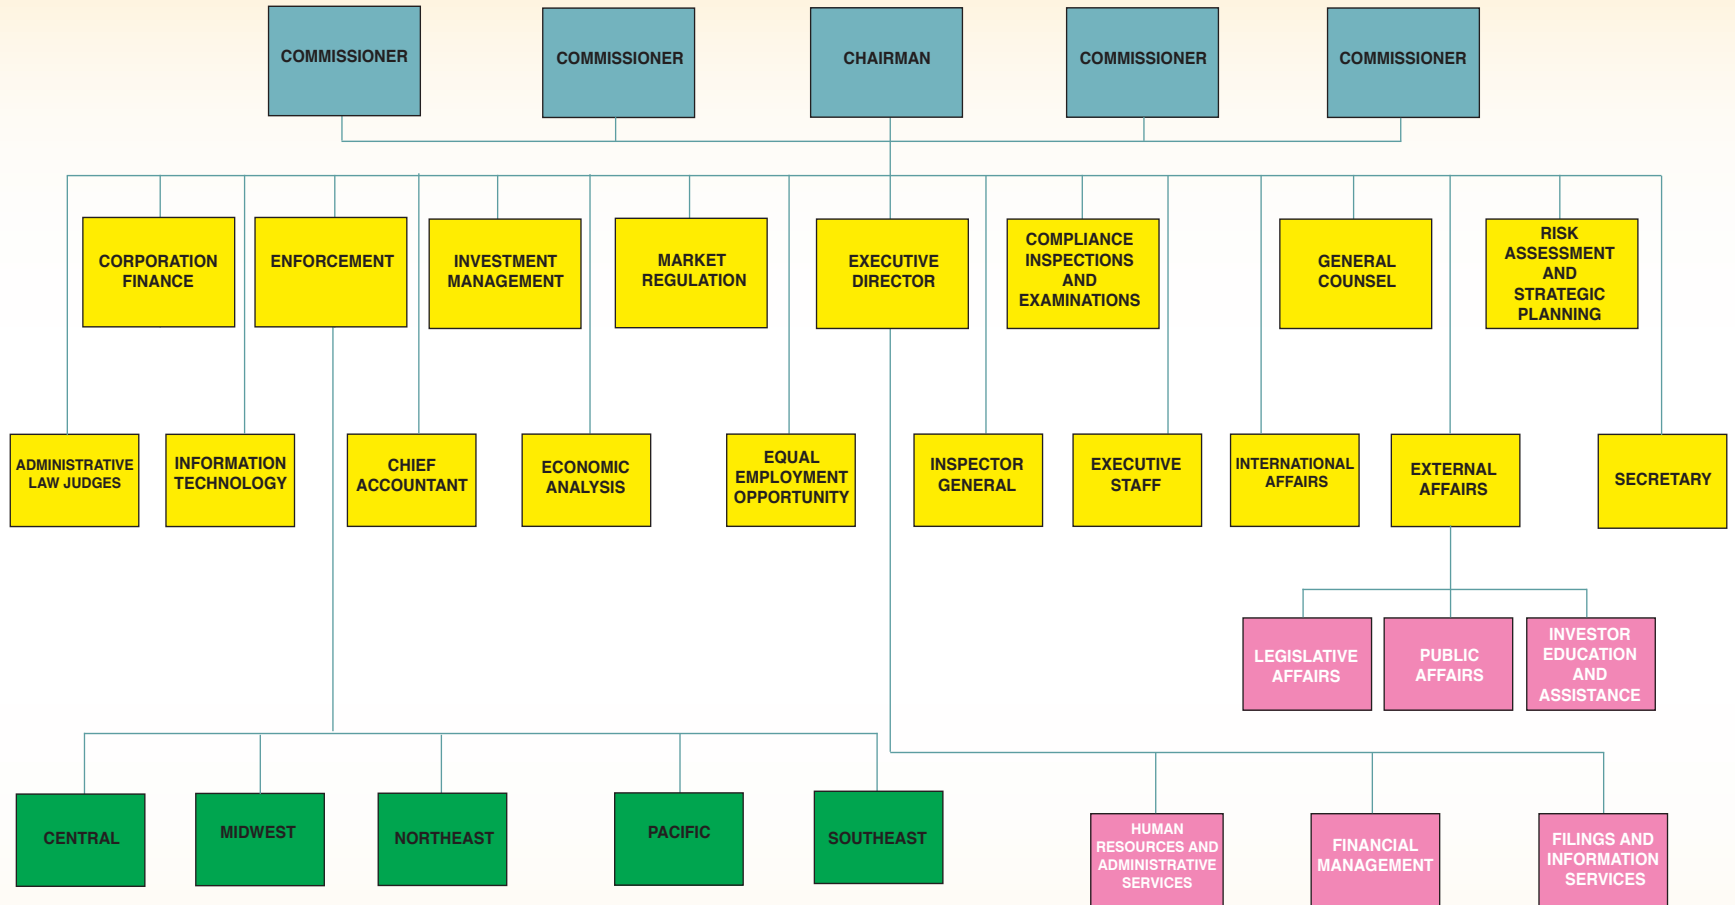 COMMISSIONER
COMMISSIONER
CHAIRMAN
COMMISSIONER
COMMISSIONER
CORPORATION
FINANCE
ENFORCEMENT
INVESTMENT
MANAGEMENT
MARKET
REGULATION
EXECUTIVE
DIRECTOR
COMPLIANCE
INSPECTIONS
AND
EXAMINATIONS
GENERAL
COUNSEL
RISK
ASSESSMENT
AND
STRATEGIC
PLANNING
ADMINISTRATIVE
LAW JUDGES
INFORMATION
TECHNOLOGY
CHIEF
ACCOUNTANT
ECONOMIC
ANALYSIS
EQUAL
EMPLOYMENT
OPPORTUNITY
INSPECTOR
GENERAL
EXECUTIVE
STAFF
INTERNATIONAL
AFFAIRS
EXTERNAL
AFFAIRS
SECRETARY
LEGISLATIVE
AFFAIRS
PUBLIC
AFFAIRS
INVESTOR
EDUCATION
AND
ASSISTANCE
CENTRAL
MIDWEST
NORTHEAST
PACIFIC
SOUTHEAST
HUMAN
RESOURCES AND
ADMINISTRATIVE
SERVICES
FINANCIAL
MANAGEMENT
FILINGS AND
INFORMATION
SERVICES